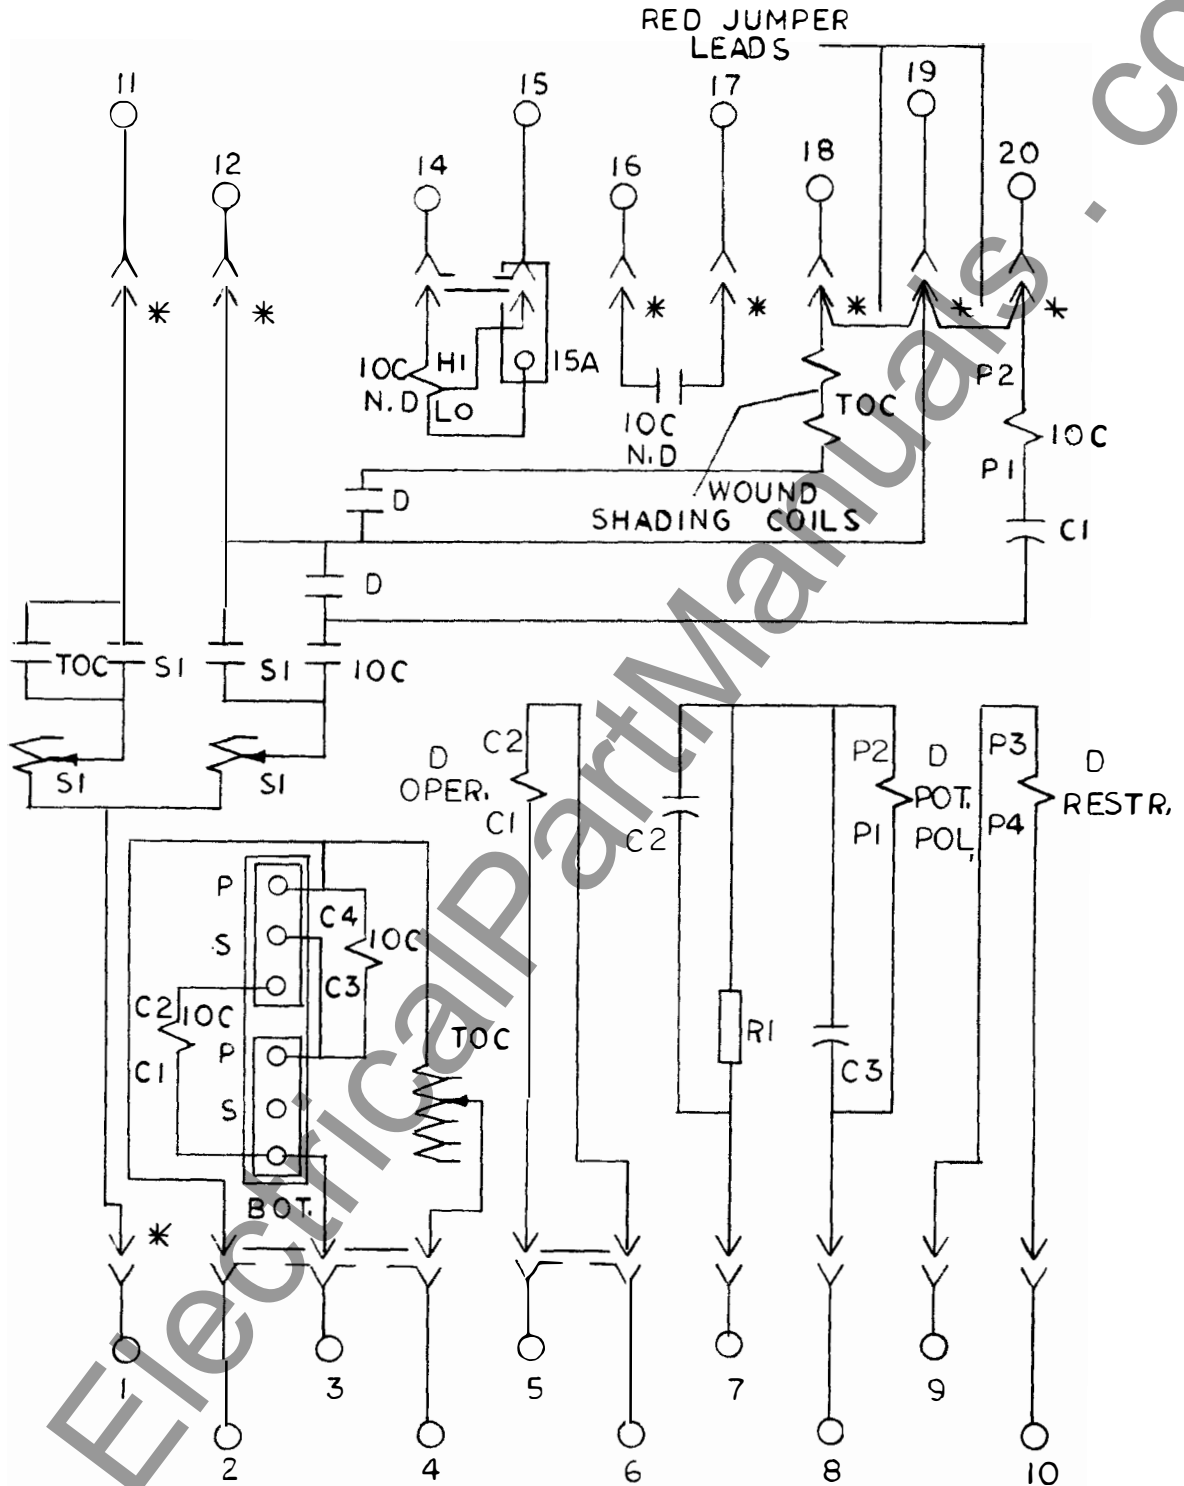 RED JUMPER
LEADS
11
15
17
19
12
14
16
18
20
*
*
*
*
*
*
*
IOC
N.D
HI
LO
15A
IOC
N.D
TOC
P2
IOC
P1
WOUND
SHADING COILS
C1
D
D
TOC
S1
S1
IOC
S1
S1
D
OPER.
C2
C1
C2
P2
P1
D
POT.
POL.
P3
P4
D
RESTR.
P
S
C4
IOC
C3
C2
IOC
C1
P
S
TOC
R1
C3
BOT.
*
1
3
5
7
9
2
4
6
8
10
ElectricalPartManuals . co